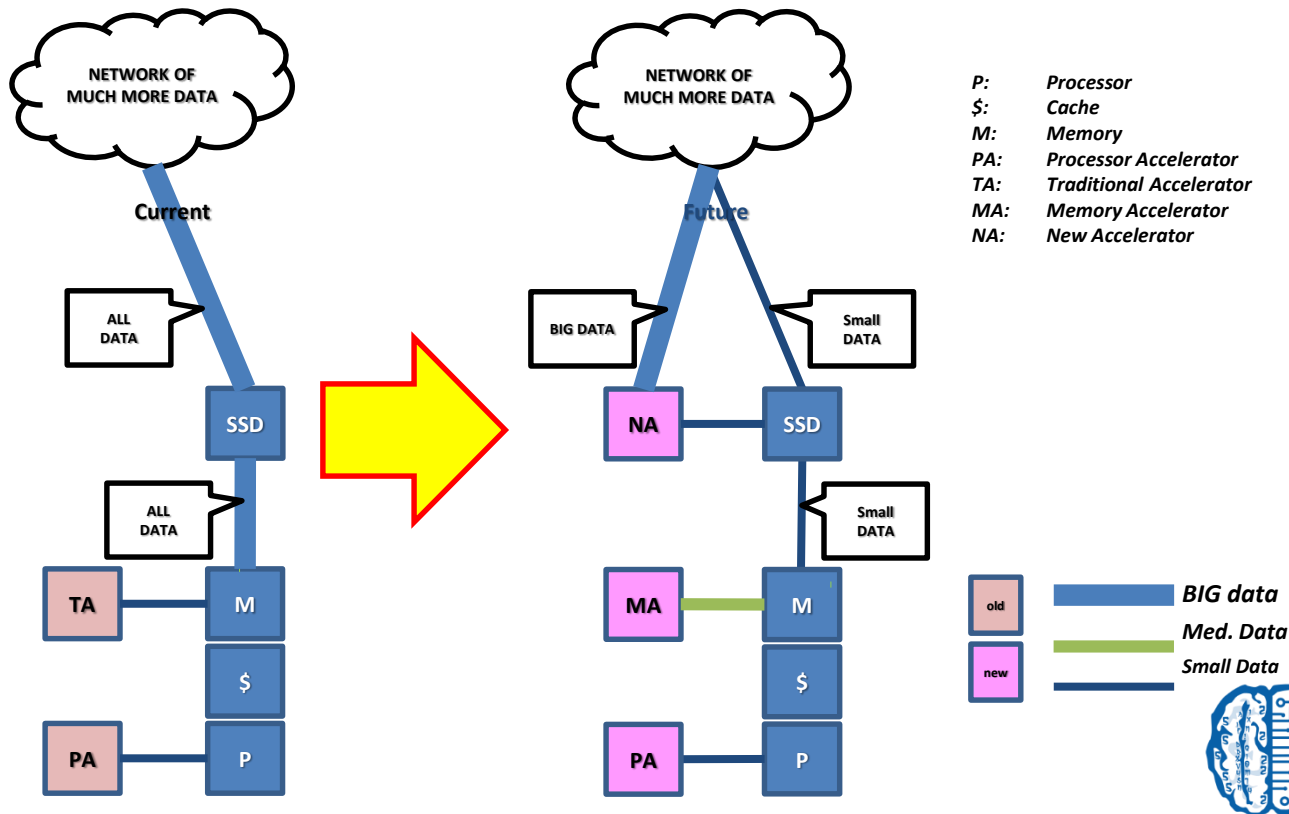 NETWORK OF
MUCH MORE DATA
Current
ALL
DATA
SSD
ALL
DATA
TA
M
$
PA
P
NETWORK OF
MUCH MORE DATA
Future
BIG DATA
Small
DATA
NA
SSD
Small
DATA
MA
M
$
PA
P
P: Processor
$: Cache
M: Memory
PA: Processor Accelerator
TA: Traditional Accelerator
MA: Memory Accelerator
NA: New Accelerator
old
BIG data
Med. Data
new
Small Data